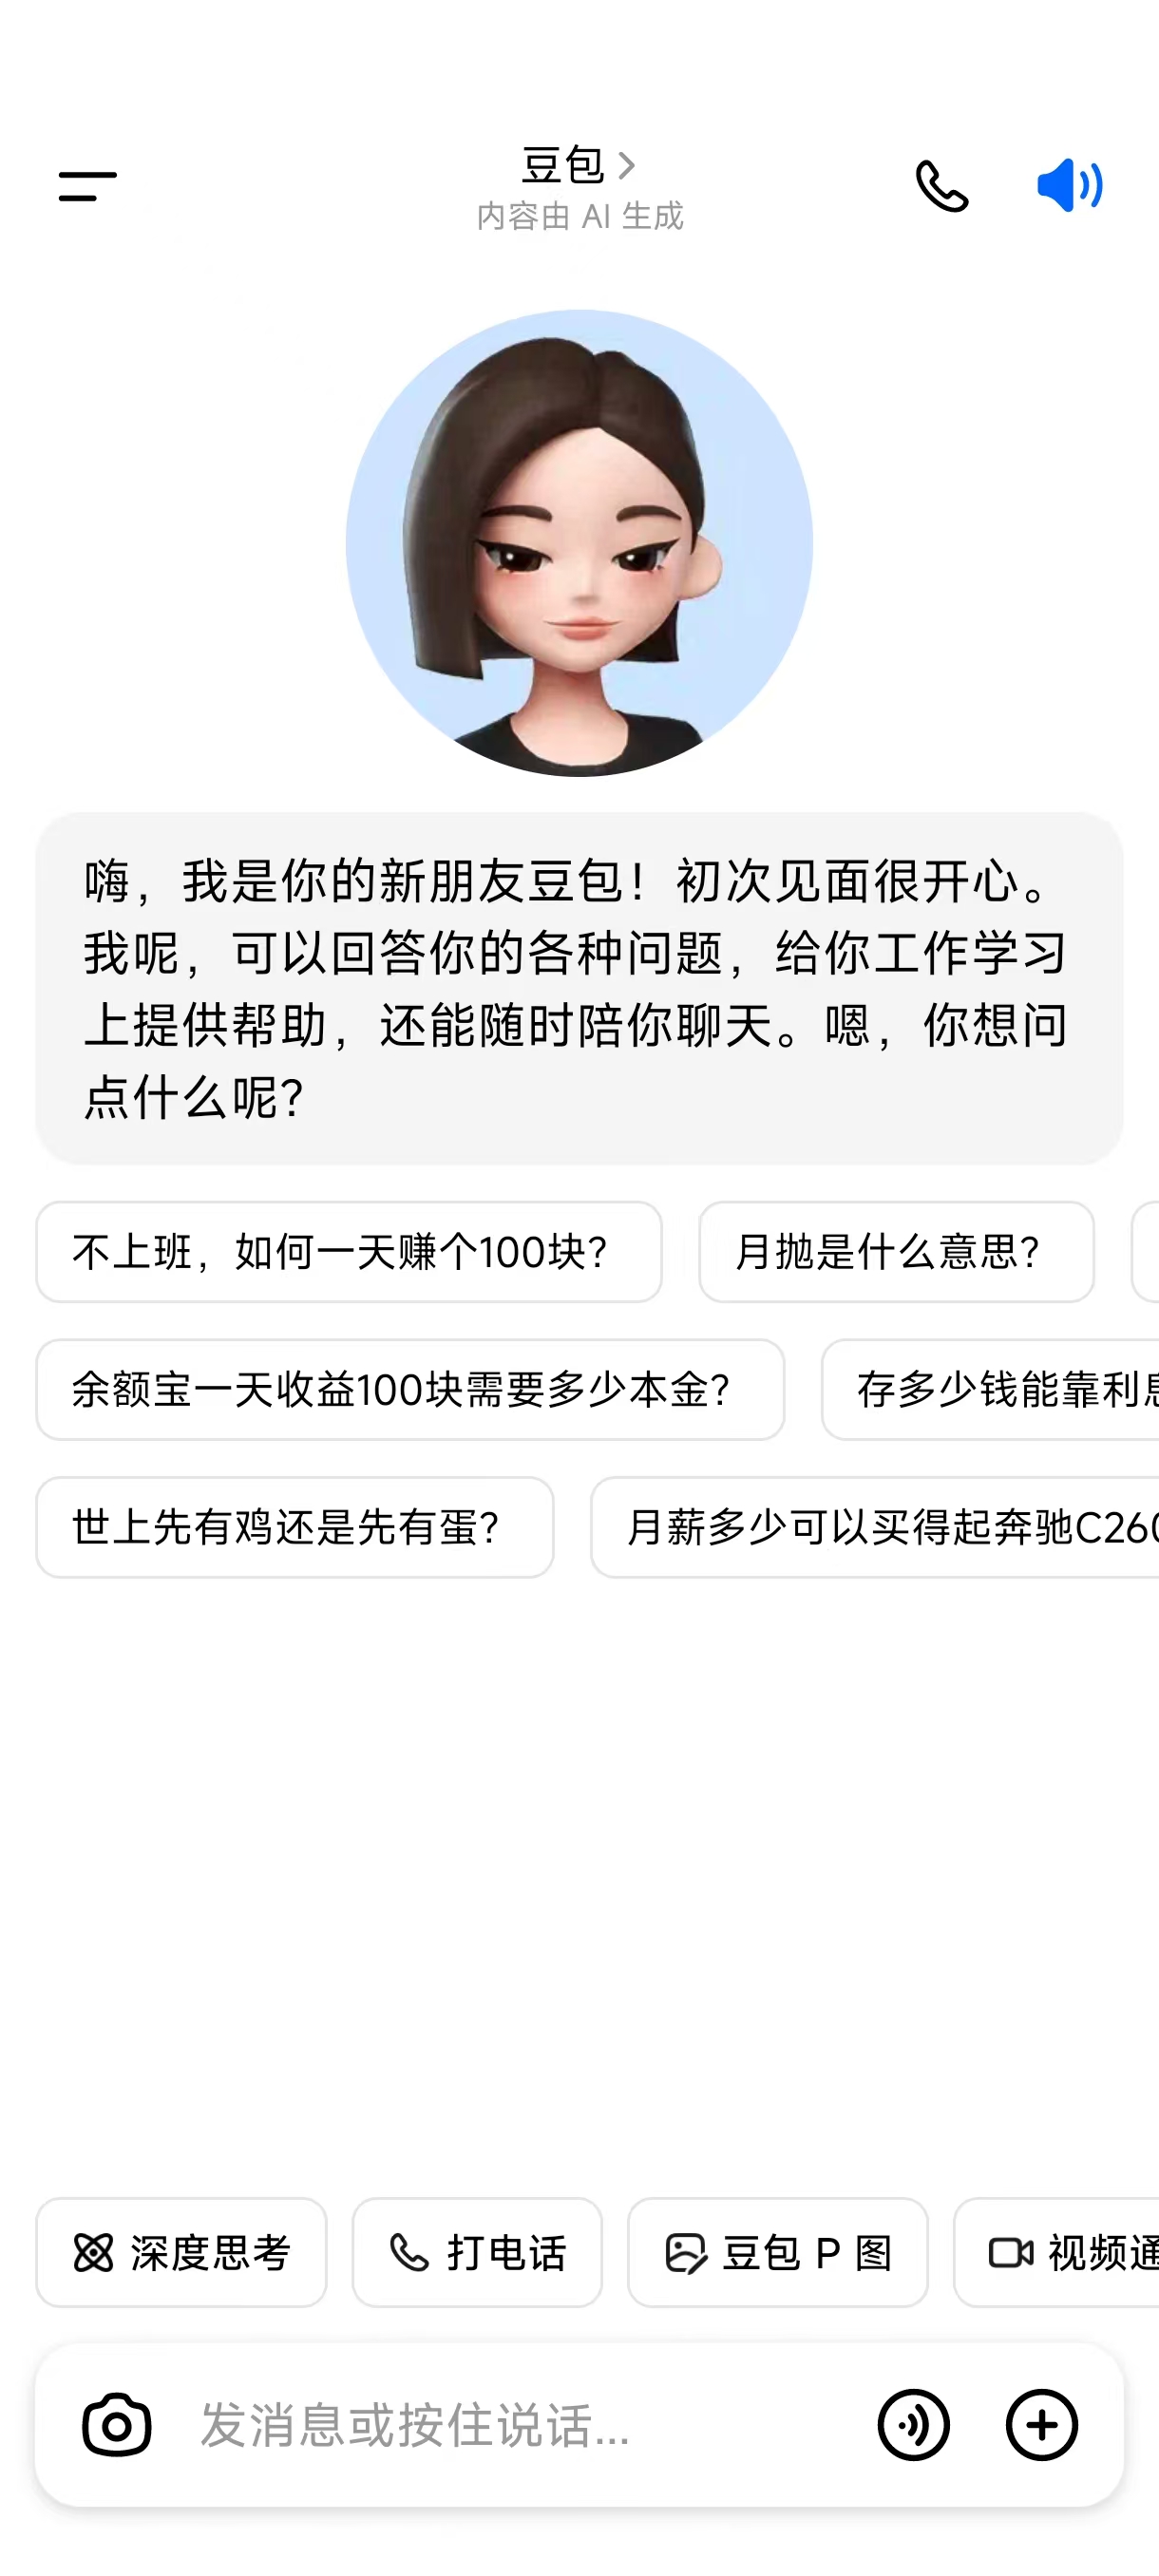 豆包
内容由 AI 生成
嗨，我是你的新朋友豆包！初次见面很开心。
我呢，可以回答你的各种问题，给你工作学习
上提供帮助，还能随时陪你聊天。嗯，你想问
点什么呢？
不上班，如何一天赚个100块？
月抛是什么意思？
余额宝一天收益100块需要多少本金？
存多少钱能靠利息
世上先有鸡还是先有蛋？
月薪多少可以买得起奔驰C260
深度思考
打电话
豆包 P 图
视频通
发消息或按住说话...